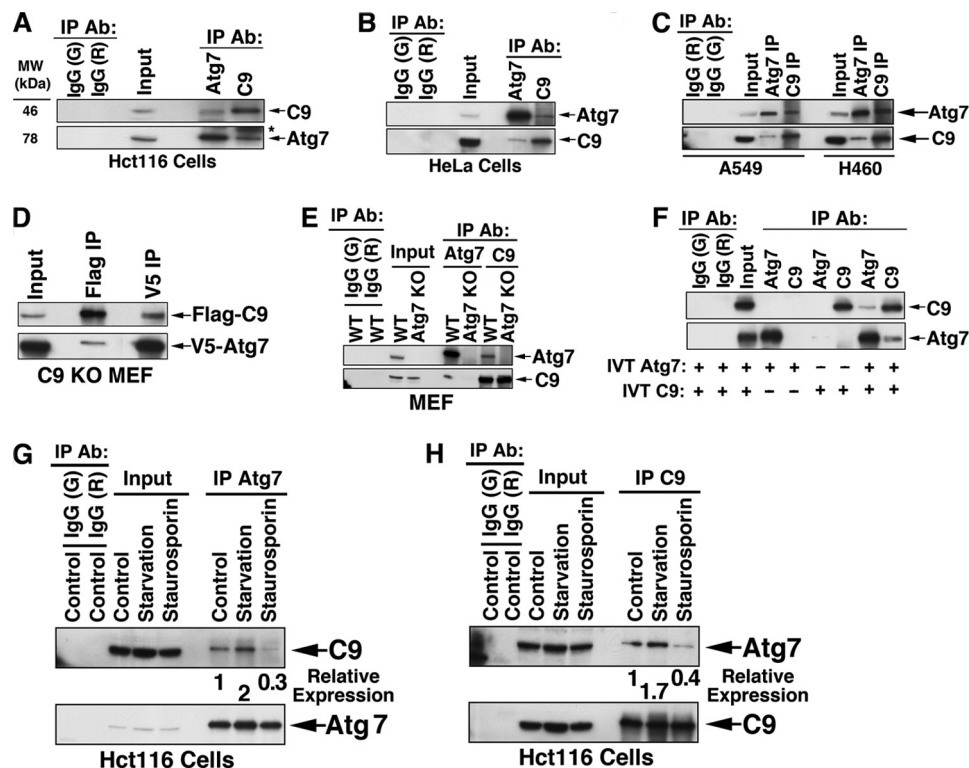 A
IP Ab:
IP Ab:
MW
(kDa)
IgG (G)
IgG (R)
Input
Atg7
C9
46
C9
*
78
Atg7
Hct116 Cells
B
IP Ab:
IP Ab:
IgG (G)
IgG (R)
Input
Atg7
C9
Atg7
C9
HeLa Cells
C
IP Ab:
IgG (R)
IgG (G)
Input
Atg7 IP
C9 IP
Input
Atg7 IP
C9 IP
Atg7
C9
A549
H460
D
Input
Flag IP
V5 IP
Flag-C9
V5-Atg7
C9 KO MEF
E
IP Ab:
IP Ab:
IgG (G)
IgG (R)
Input
Atg7
C9
WT
WT
WT
Atg7 KO
WT
Atg7 KO
WT
Atg7 KO
Atg7
C9
MEF
F
IP Ab:
IP Ab:
IgG (G)
IgG (R)
Input
Atg7
C9
Atg7
C9
Atg7
C9
C9
Atg7
IVT Atg7: + + + + + – – + +
IVT C9: + + + – – + + + +
G
IP Ab:
IgG (G)
IgG (R)
Input
IP Atg7
Control
Control
Control
Starvation
Staurosporin
Control
Starvation
Staurosporin
C9
1 2 0.3 Relative
Expression
Atg 7
Hct116 Cells
H
IP Ab:
IgG (G)
IgG (R)
Input
IP C9
Control
Control
Control
Starvation
Staurosporin
Control
Starvation
Staurosporin
Atg7
1 1.7 0.4 Relative
Expression
C9
Hct116 Cells